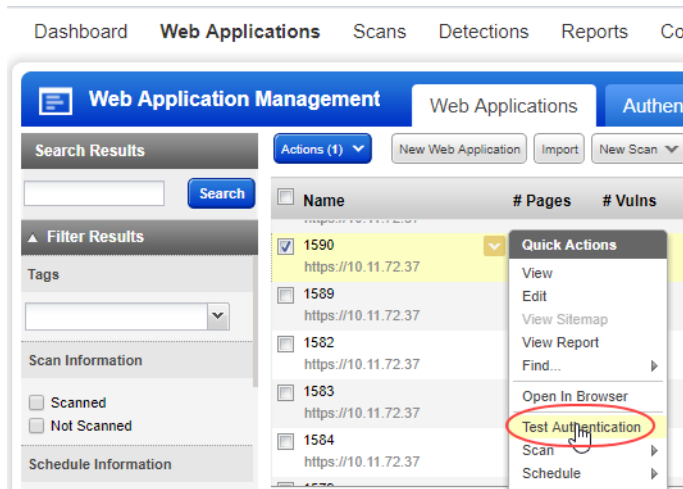 Dashboard Web Applications Scans Detections Reports
Web Application Management Web Applications
Search Results Actions (1) New Web Application Import New Scan
Search
Name # Pages # Vulns
Filter Results
1590 Quick Actions
https://10.11.72.37 View
Tags
1589 Edit
https://10.11.72.37 View Sitemap
1582 View Report
https://10.11.72.37 Find...
Scan Information
1583 Open In Browser
https://10.11.72.37
Scanned
Not Scanned
Test Authentication
1584 Scan
https://10.11.72.37 Schedule
Schedule Information